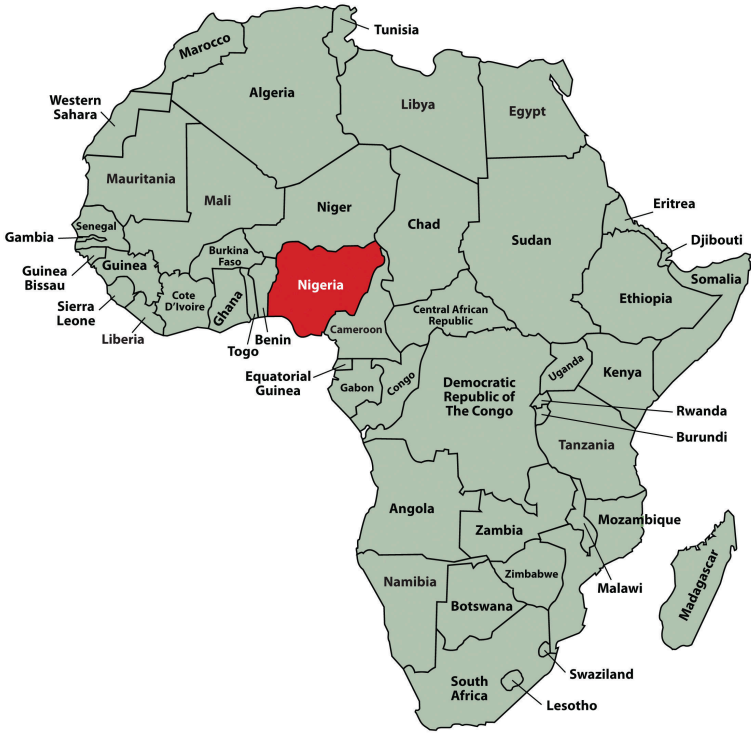 Tunisia
Marocco
Algeria
Libya
Egypt
Western
Sahara
Mauritania
Mali
Niger
Chad
Sudan
Eritrea
Djibouti
Senegal
Gambia
Guinea
Bissau
Guinea
Burkina
Faso
Nigeria
Somalia
Ethiopia
Sierra
Leone
Cote
D'Ivoire
Ghana
Liberia
Togo
Benin
Cameroon
Central African
Republic
Equatorial
Guinea
Gabon
Congo
Democratic
Republic of
The Congo
Uganda
Kenya
Rwanda
Burundi
Tanzania
Angola
Zambia
Mozambique
Malawi
Madagascar
Namibia
Zimbabwe
Botswana
Swaziland
South
Africa
Lesotho